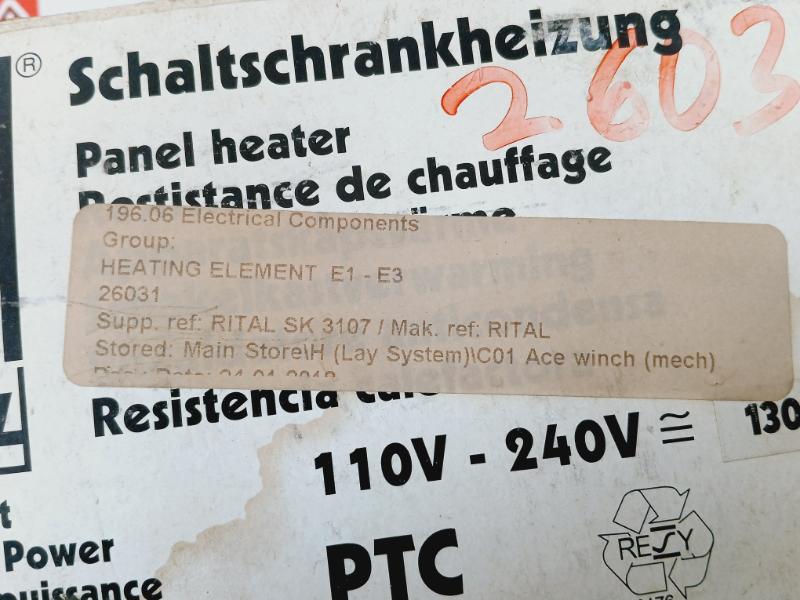 ®
Schaltschrankheizung
2603
Panel heater
de chauffage
196.06 Electrical Components
Group:
HEATING ELEMENT E1 - E3
26031
Supp. ref: RITAL SK 3107 / Mak. ref: RITAL
Stored: Main Store\H (Lay System)\C01 Ace winch (mech)
Resistencia
110V - 240V ≅
130
PTC
Power
puissance
RESY